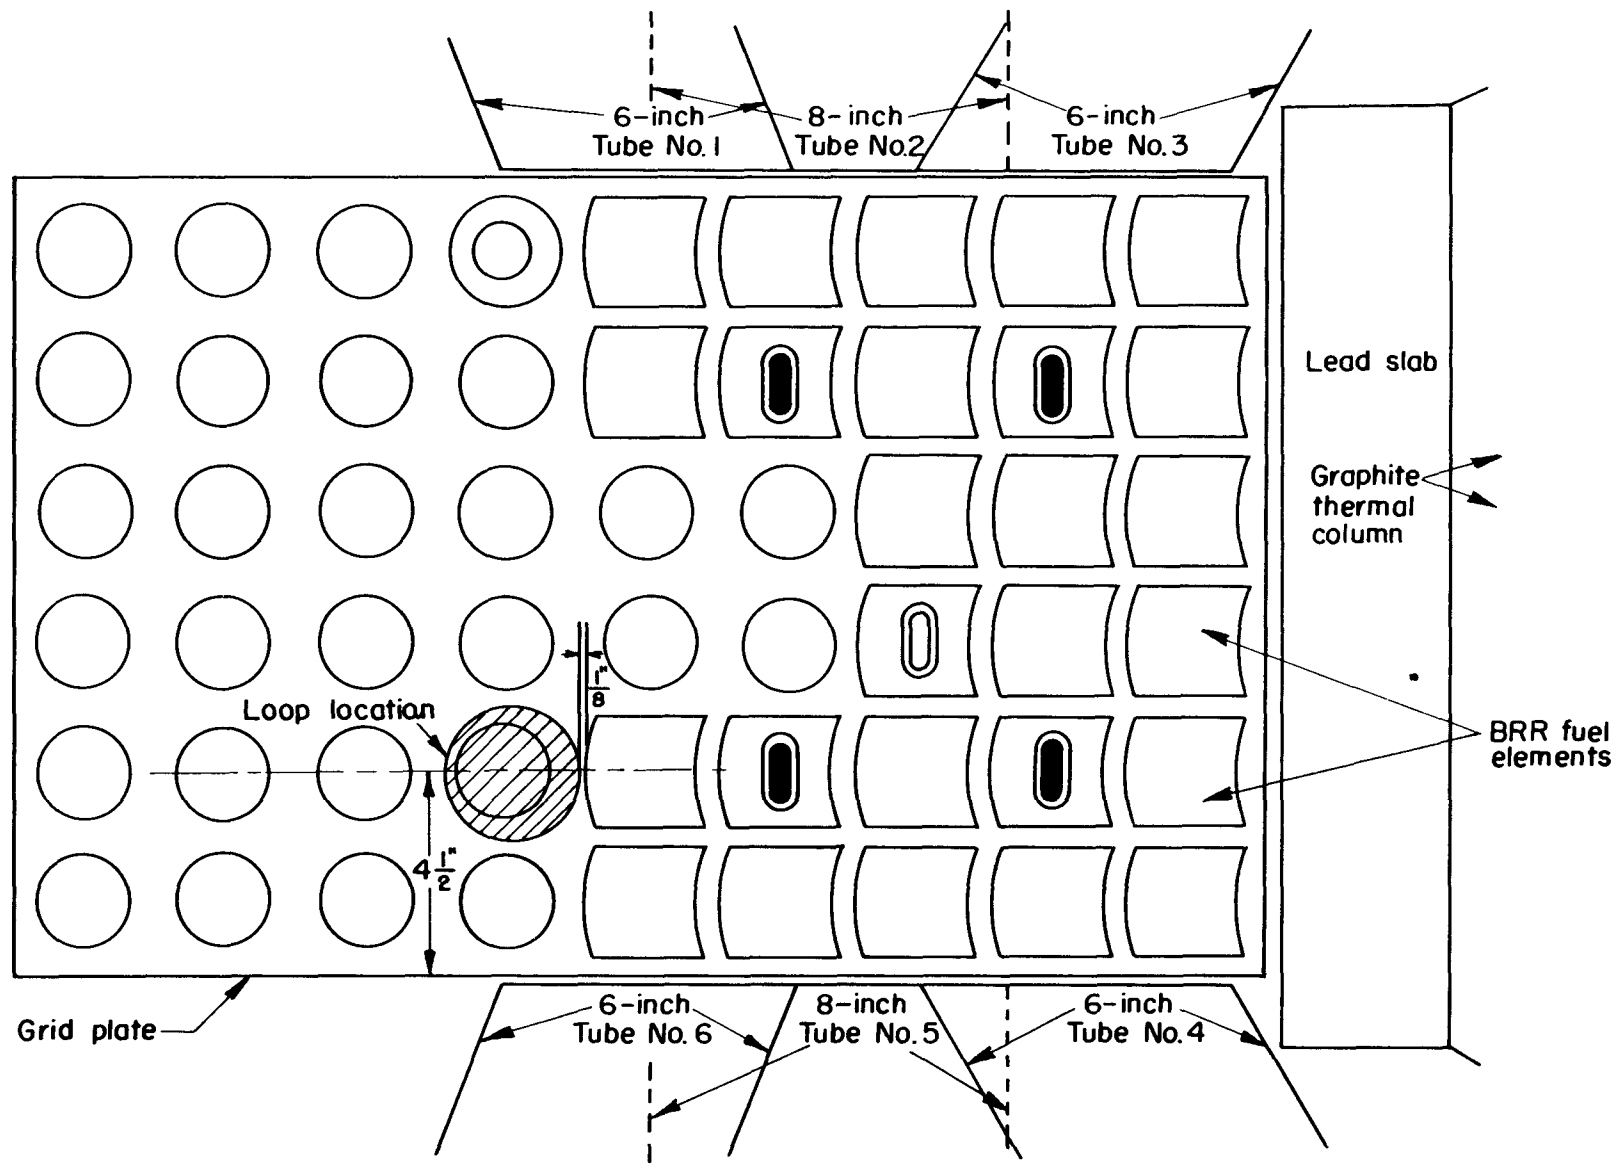 6-inch
Tube No. 1
8-inch
Tube No. 2
6-inch
Tube No. 3
Lead slab
Graphite
thermal
column
1/8"
Loop location
BRR fuel
elements
4 1/2"
Grid plate
6-inch
Tube No. 6
8-inch
Tube No. 5
6-inch
Tube No. 4